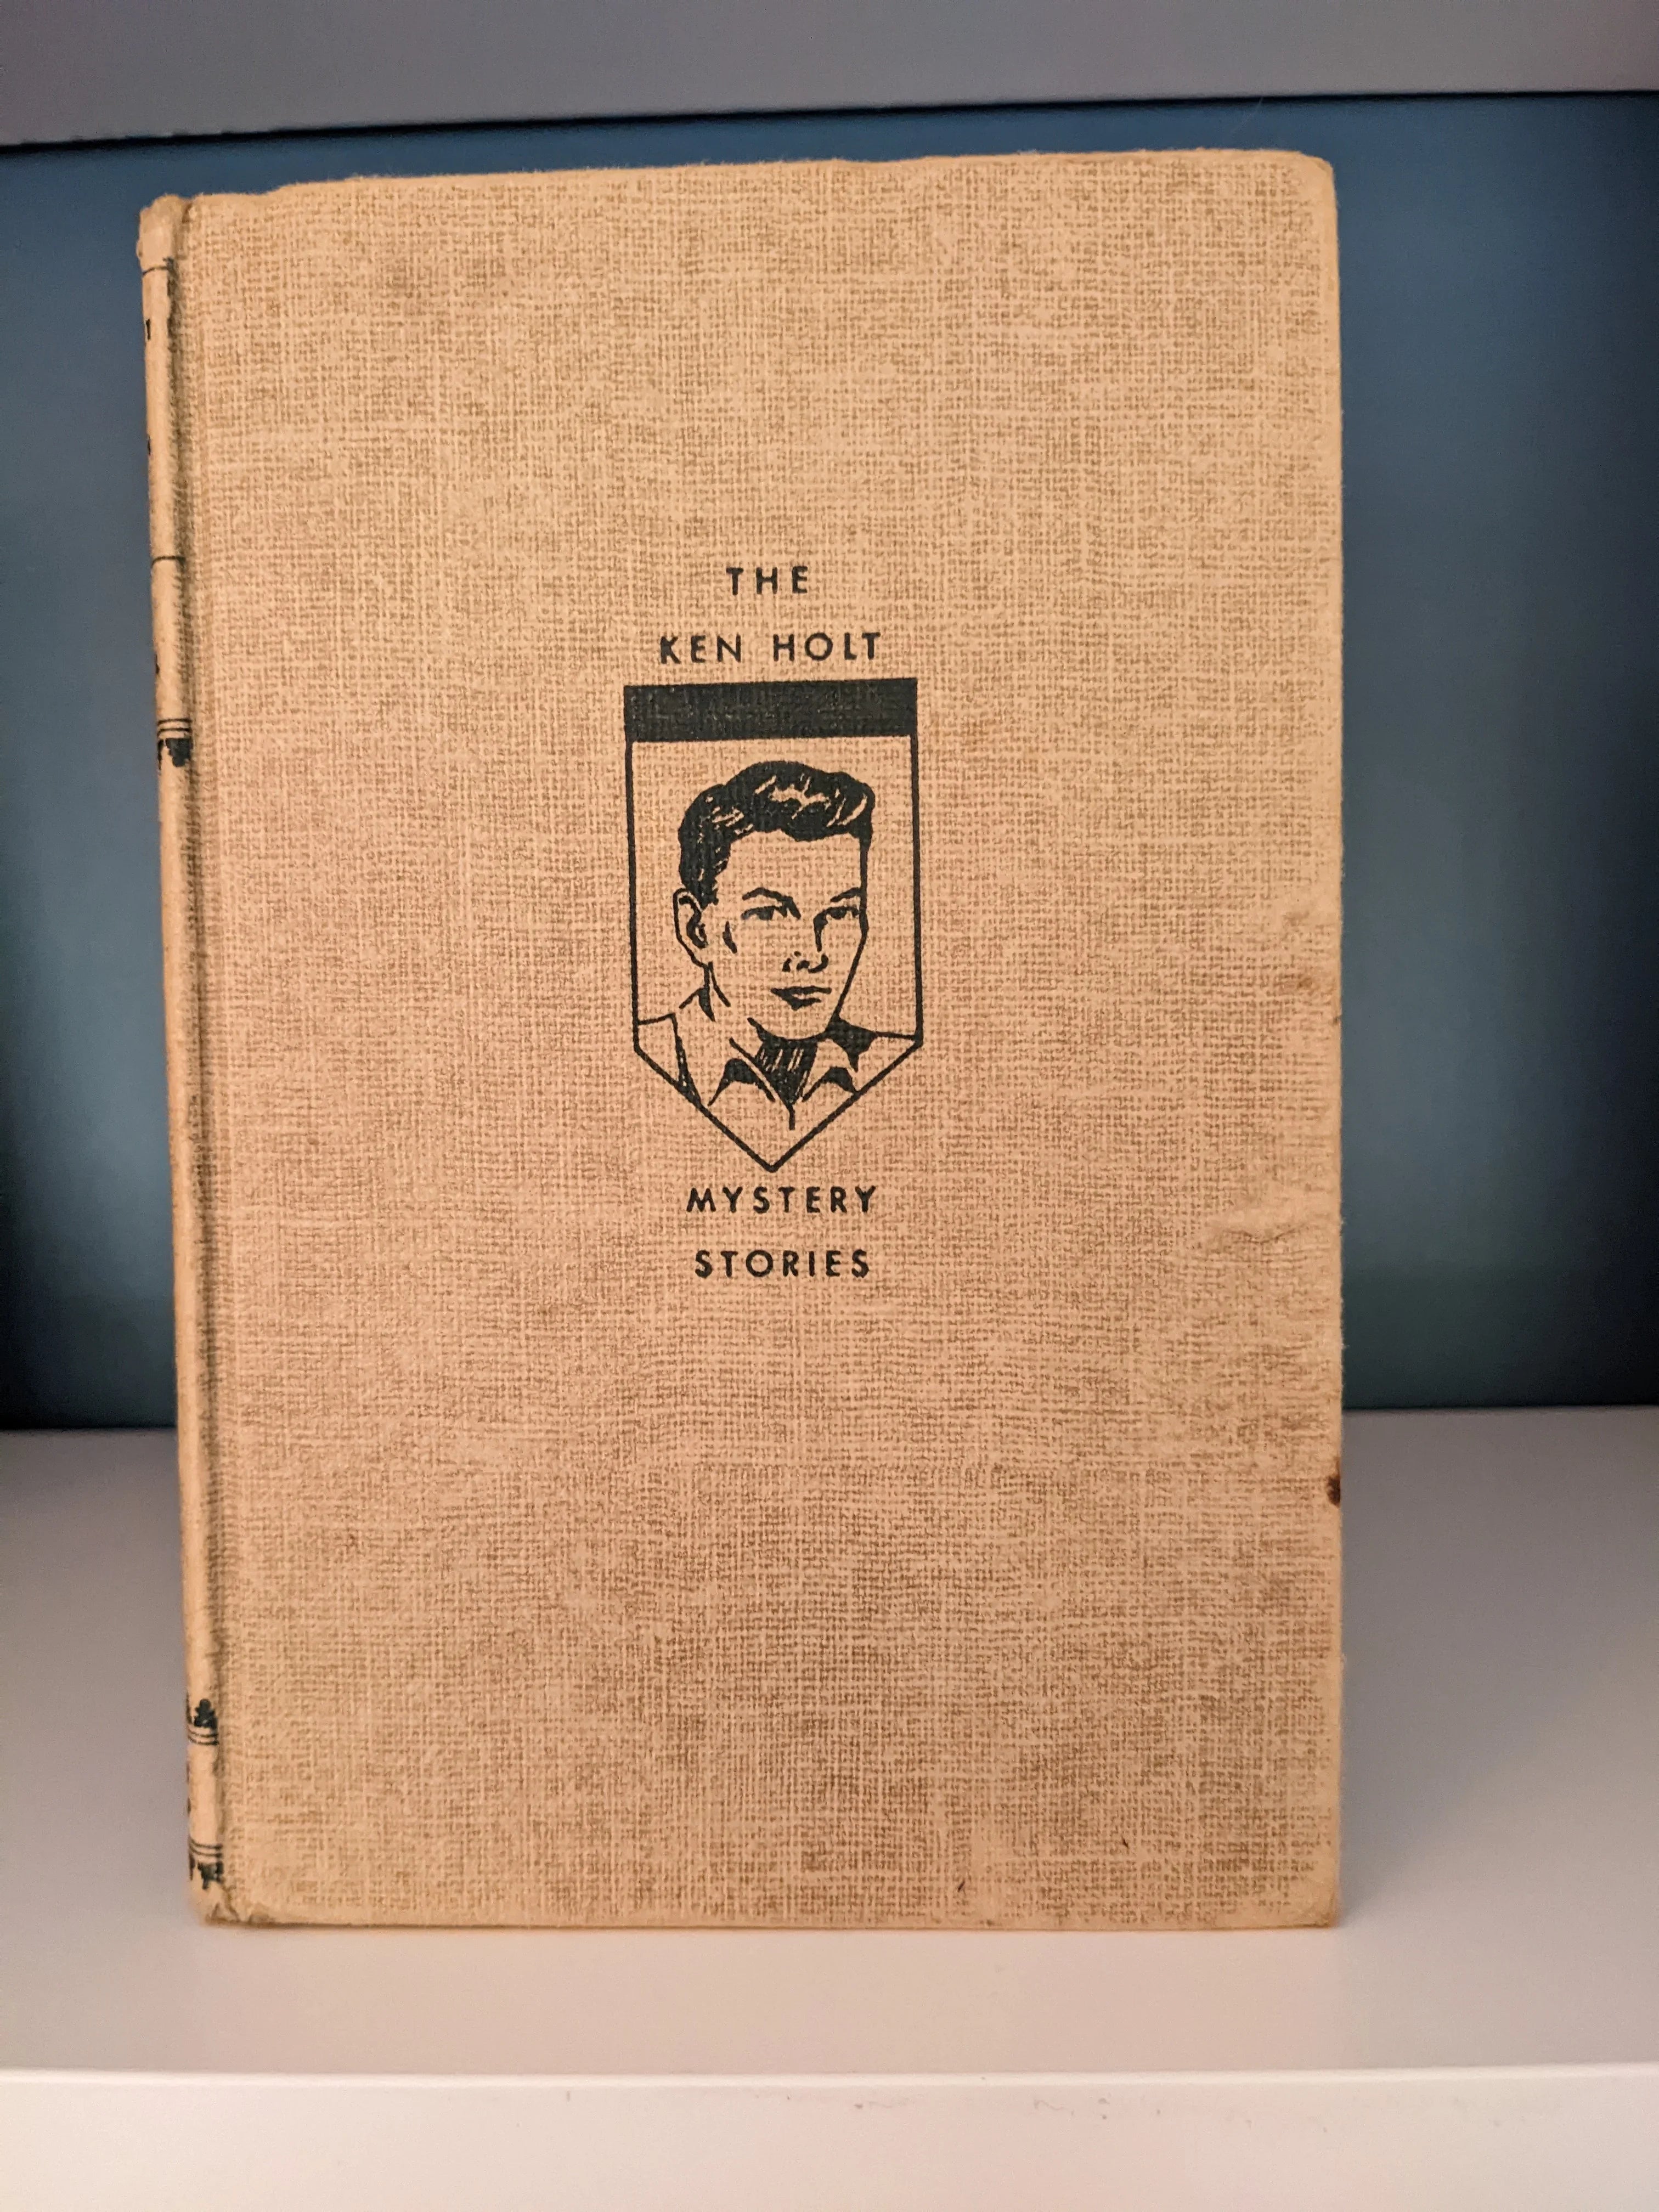 THE
KEN HOLT
MYSTERY
STORIES